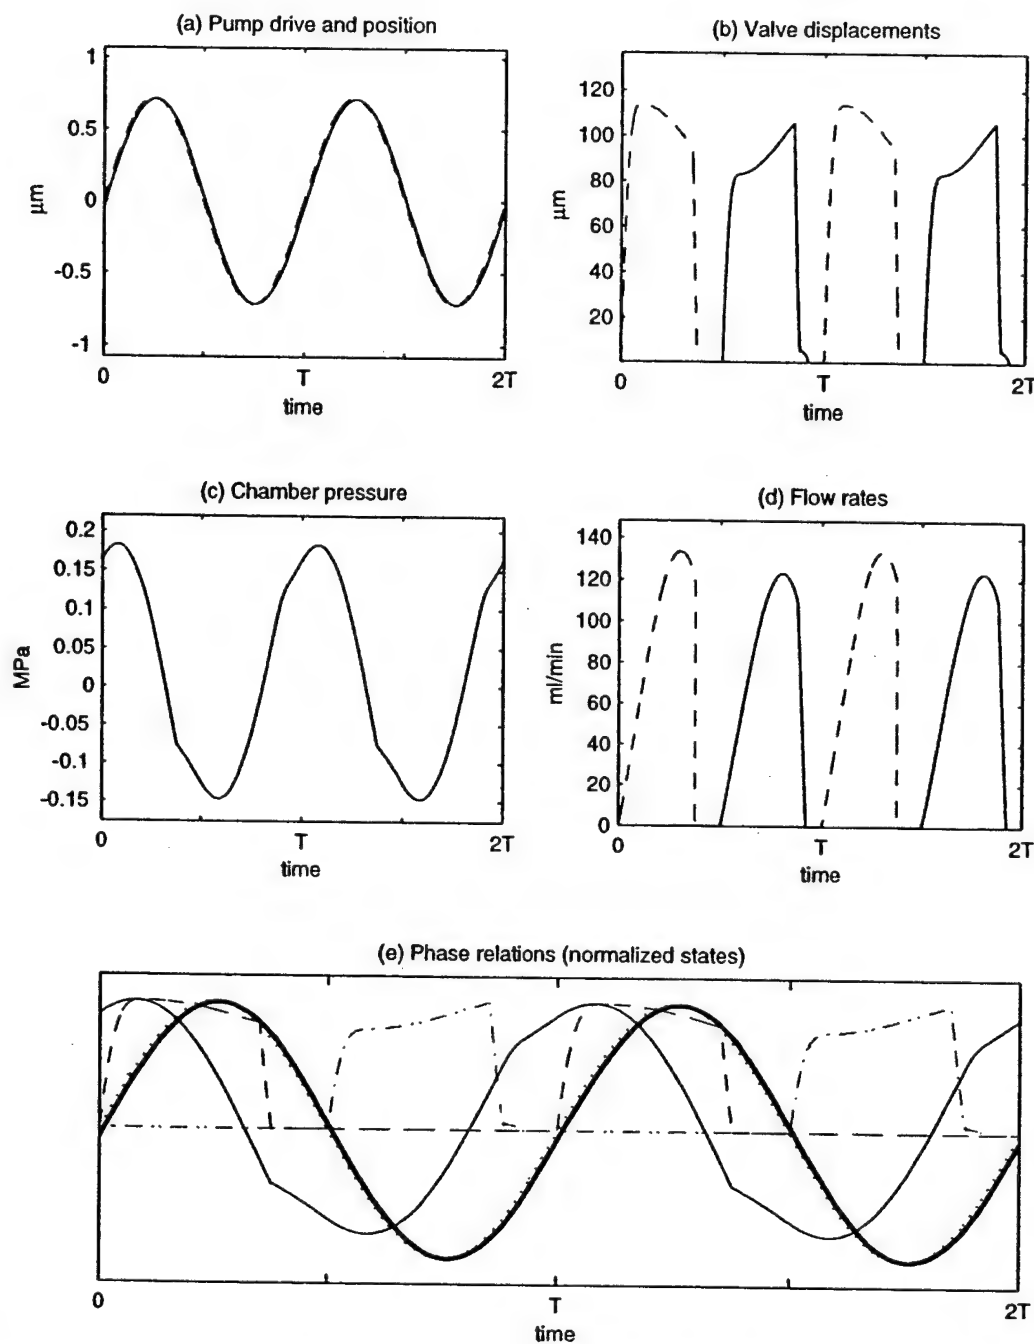 (a) Pump drive and position
1
0.5
0
-0.5
-1
µm
0 T 2T
time
(b) Valve displacements
120
100
80
60
40
20
µm
0 T 2T
time
(c) Chamber pressure
0.2
0.15
0.1
0.05
0
-0.05
-0.1
-0.15
MPa
0 T 2T
time
(d) Flow rates
140
120
100
80
60
40
20
0
ml/min
0 T 2T
time
(e) Phase relations (normalized states)
0 T 2T
time